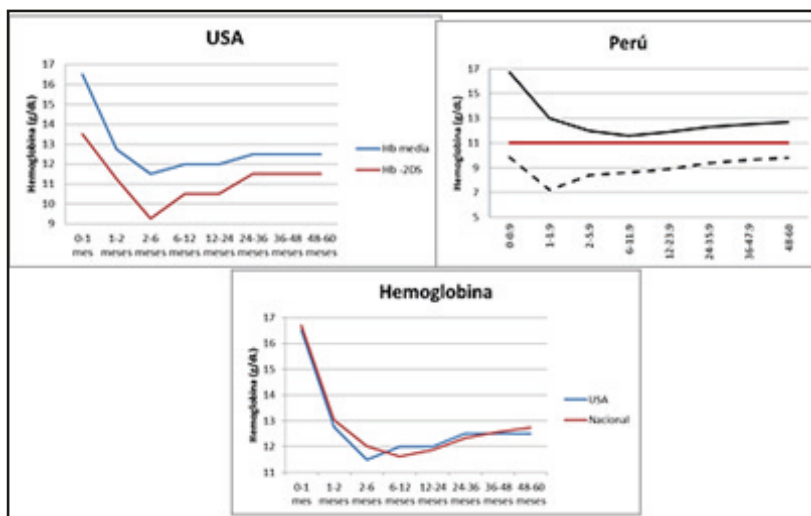 USA
Hemoglobina (g/dL)
17
16
15
14
13
12
11
10
9
Hb media
Hb -2DS
0-1 1-2 2-6 6-12 12-24 24-36 36-48 48-60
mes meses meses meses meses meses meses meses
Perú
Hemoglobina (g/dL)
17
15
13
11
9
7
5
0-0.9
1-1.9
2-5.9
6-11.9
12-23.9
24-35.9
36-47.9
48-60
Hemoglobina
Hemoglobina (g/dL)
17
16
15
14
13
12
11
USA
Nacional
0-1 1-2 2-6 6-12 12-24 24-36 36-48 48-60
mes meses meses meses meses meses meses meses